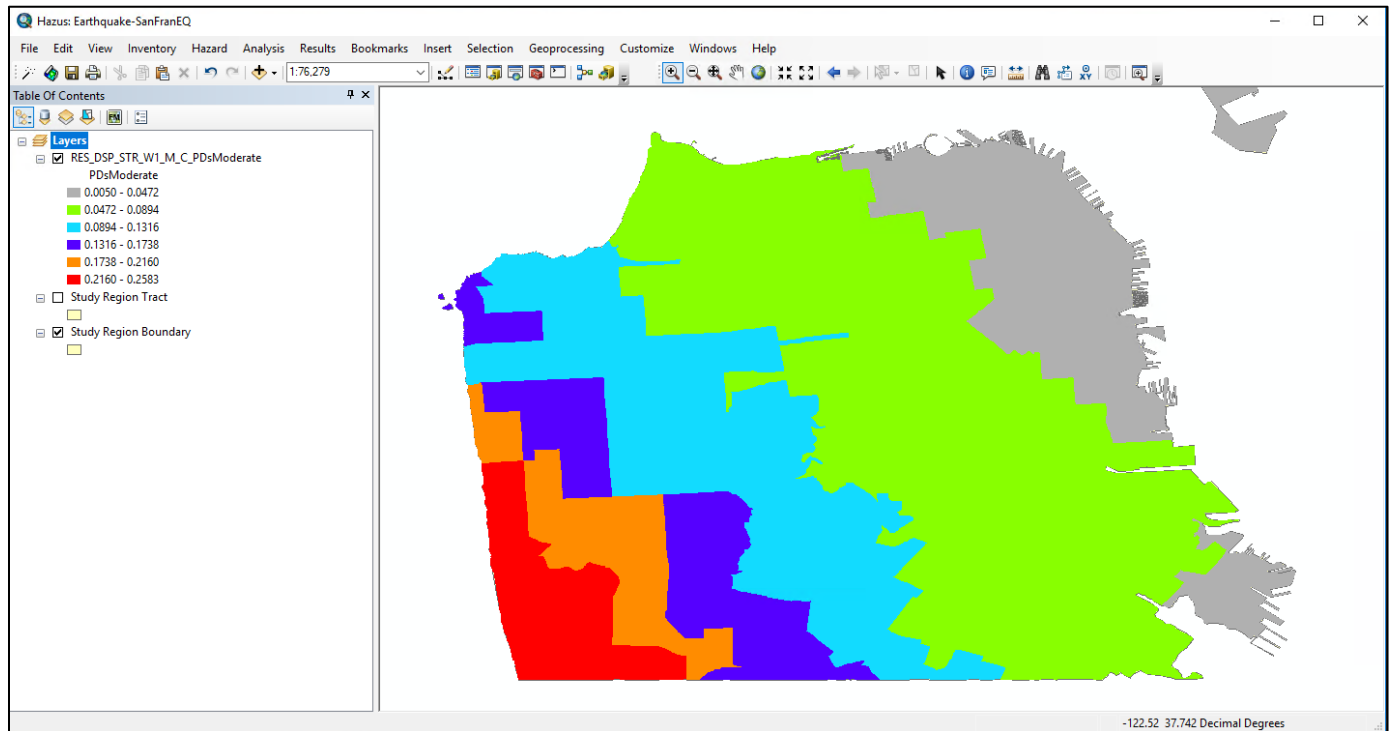 Hazus: Earthquake-SanFranEQ
File Edit View Inventory Hazard Analysis Results Bookmarks Insert Selection Geoprocessing Customize Windows Help
1:76,279
Table Of Contents
Layers
RES_DSP_STR_W1_M_C_PDsModerate
PDsModerate
0.0050 - 0.0472
0.0472 - 0.0894
0.0894 - 0.1316
0.1316 - 0.1738
0.1738 - 0.2160
0.2160 - 0.2583
Study Region Tract
Study Region Boundary
-122.52 37.742 Decimal Degrees